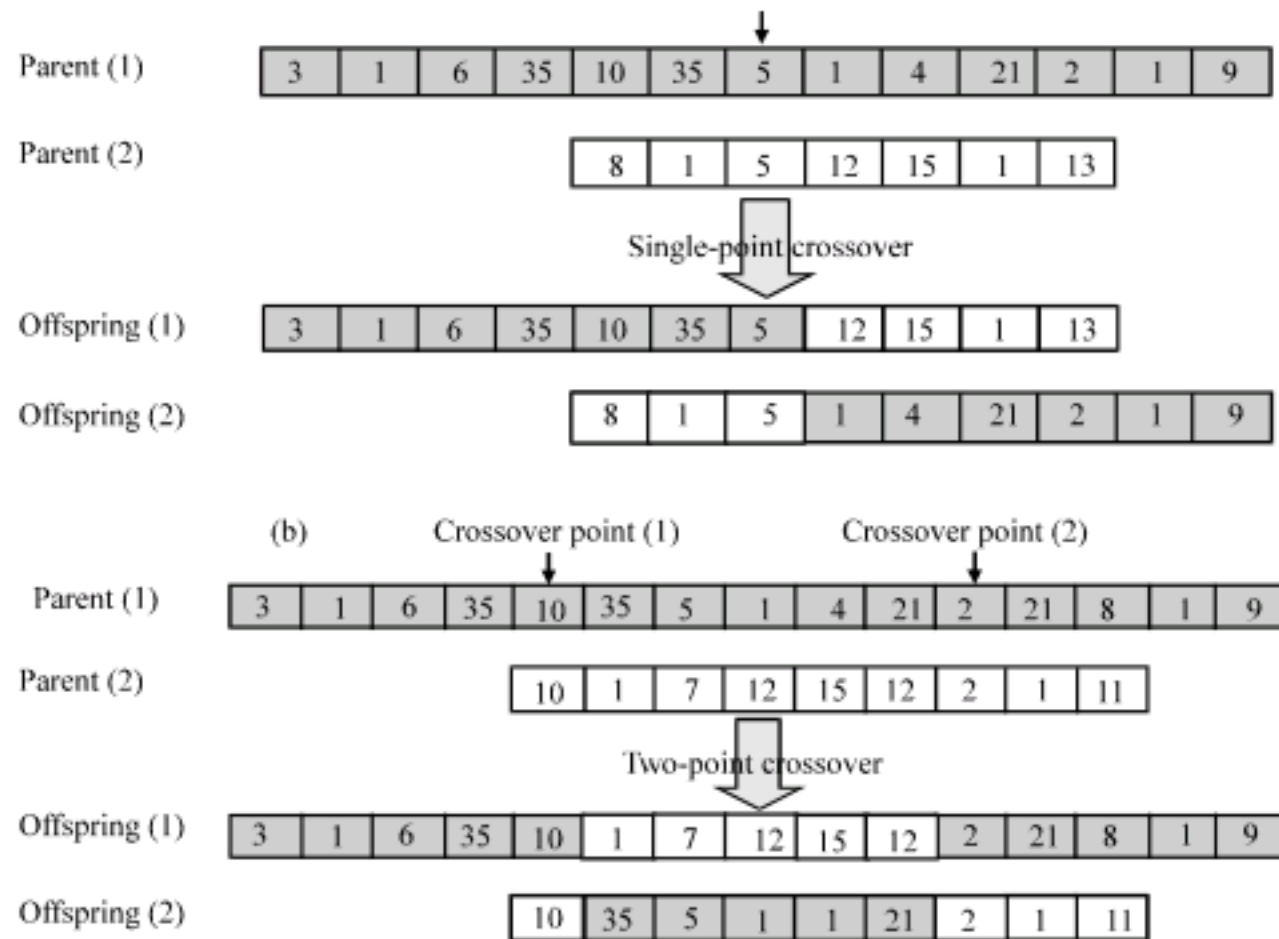 Parent (1) 3 1 6 35 10 35 5 1 4 21 2 1 9
Parent (2) 8 1 5 12 15 1 13
Single-point crossover
Offspring (1) 3 1 6 35 10 35 5 12 15 1 13
Offspring (2) 8 1 5 1 4 21 2 1 9
(b) Crossover point (1) Crossover point (2)
Parent (1) 3 1 6 35 10 35 5 1 4 21 2 21 8 1 9
Parent (2) 10 1 7 12 15 12 2 1 11
Two-point crossover
Offspring (1) 3 1 6 35 10 1 7 12 15 12 2 21 8 1 9
Offspring (2) 10 35 5 1 1 21 2 1 11